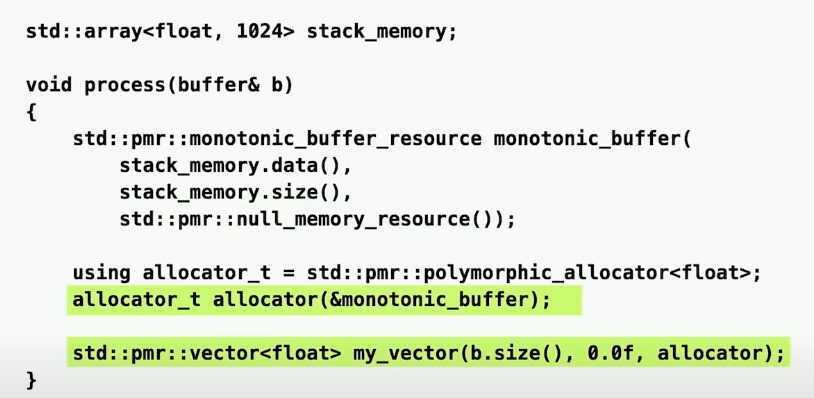 std::array<float, 1024> stack_memory;
void process(buffer& b)
{
std::pmr::monotonic_buffer_resource monotonic_buffer(
stack_memory.data(),
stack_memory.size(),
std::pmr::null_memory_resource());
using allocator_t = std::pmr::polymorphic_allocator<float>;
allocator_t allocator(&monotonic_buffer);
std::pmr::vector<float> my_vector(b.size(), 0.0f, allocator);
}